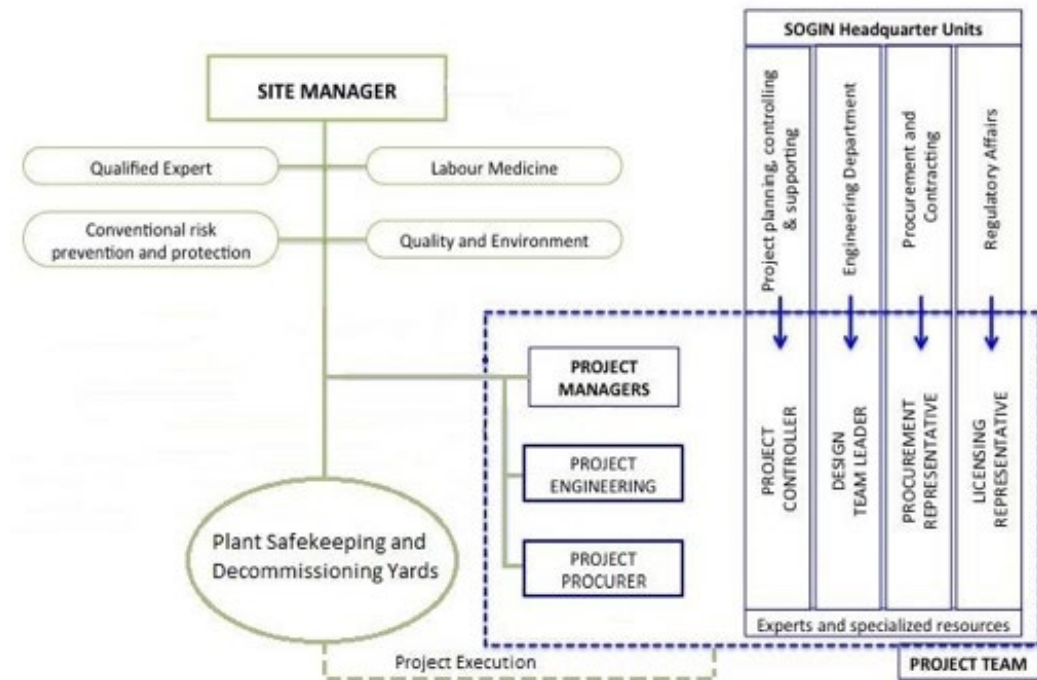 SOGIN Headquarter Units
SITE MANAGER
Qualified Expert
Labour Medicine
Conventional risk
prevention and protection
Quality and Environment
Project planning, controlling
& supporting
Engineering Department
Procurement and
Contracting
Regulatory Affairs
PROJECT
MANAGERS
PROJECT
ENGINEERING
PROJECT
PROCURER
PROJECT
CONTROLLER
DESIGN
TEAM LEADER
PROCUREMENT
REPRESENTATIVE
LICENSING
REPRESENTATIVE
Plant Safekeeping and
Decommissioning Yards
Experts and specialized resources
Project Execution
PROJECT TEAM